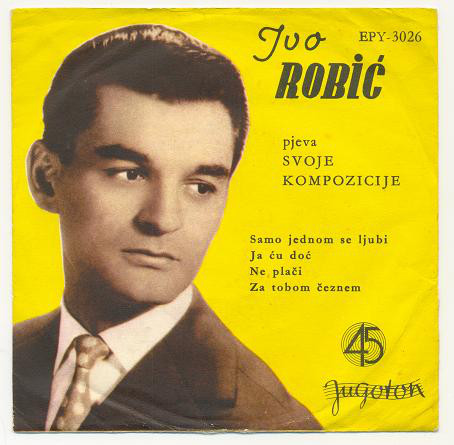 Ivo EPY-3026
ROBIĆ
pjeva
SVOJE
KOMPOZICIJE
Samo jednom se ljubi
Ja ću doć
Ne plači
Za tobom čeznem
45
Jugoton